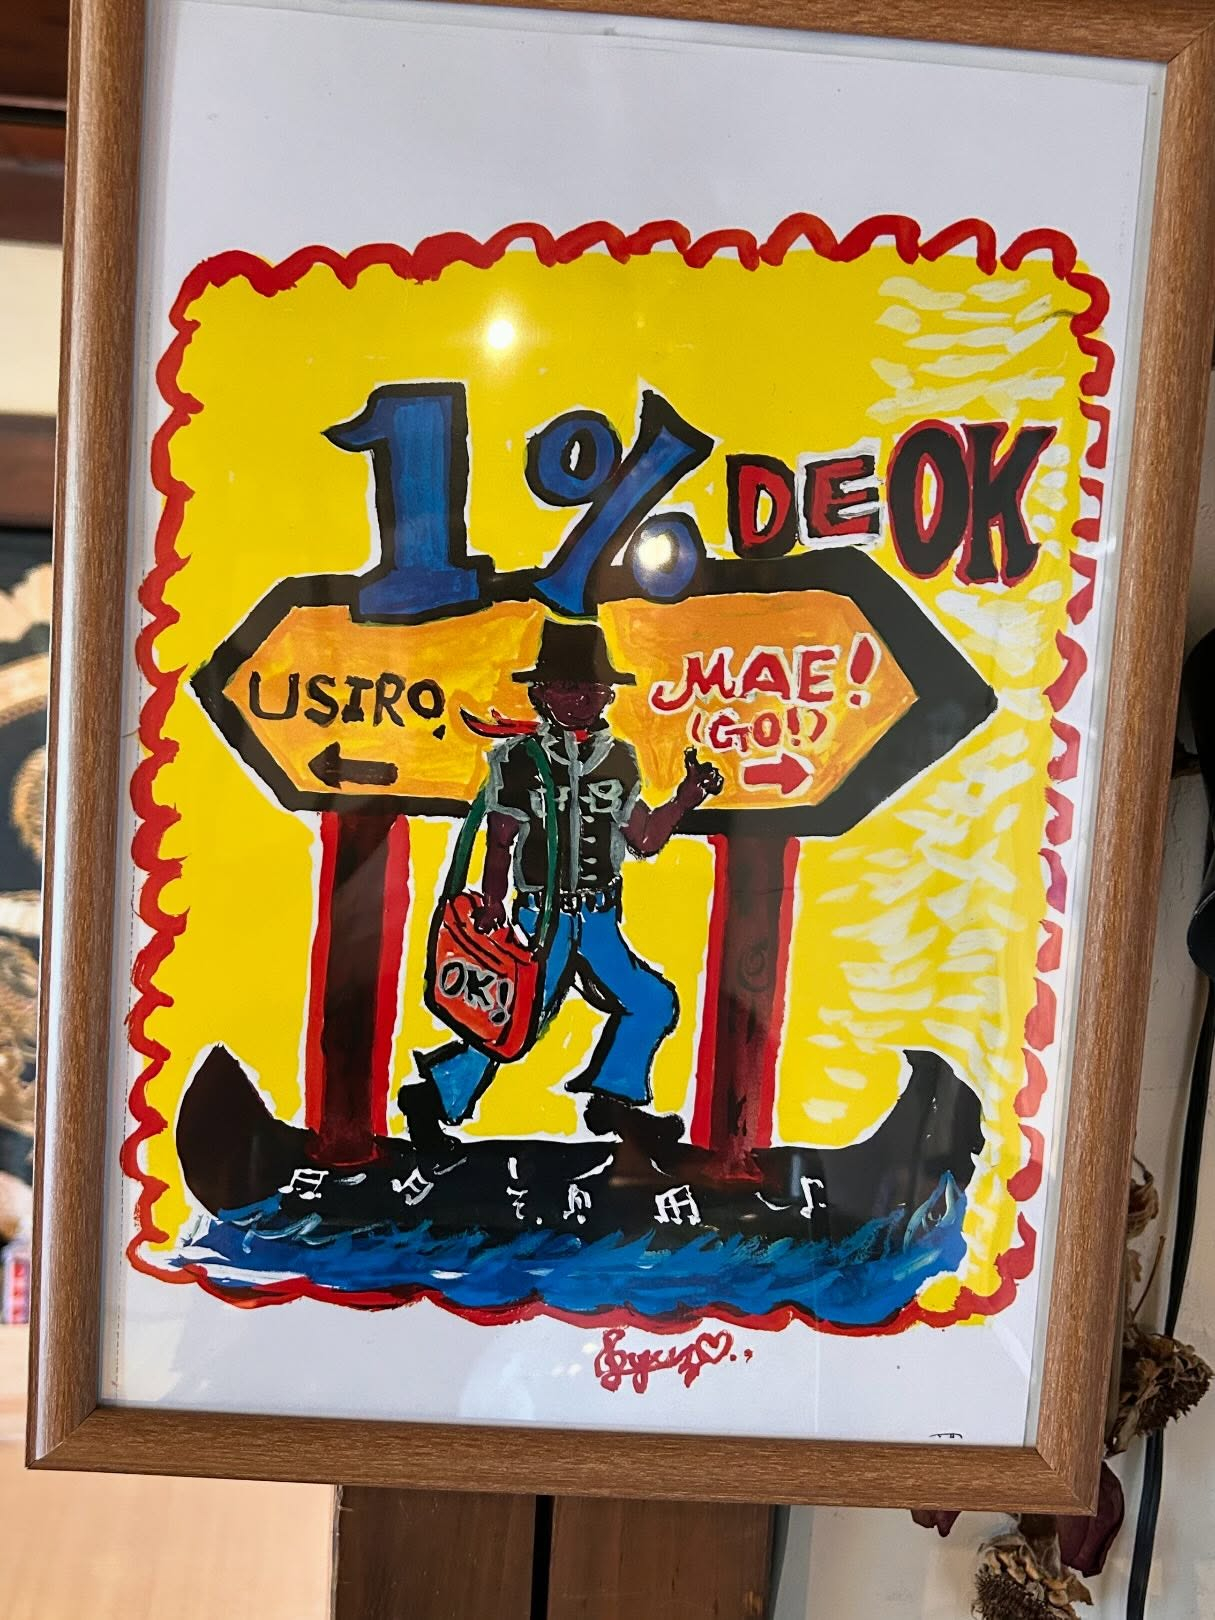 1% DE OK
USIRO.
MAE!
(GO!)
OK!